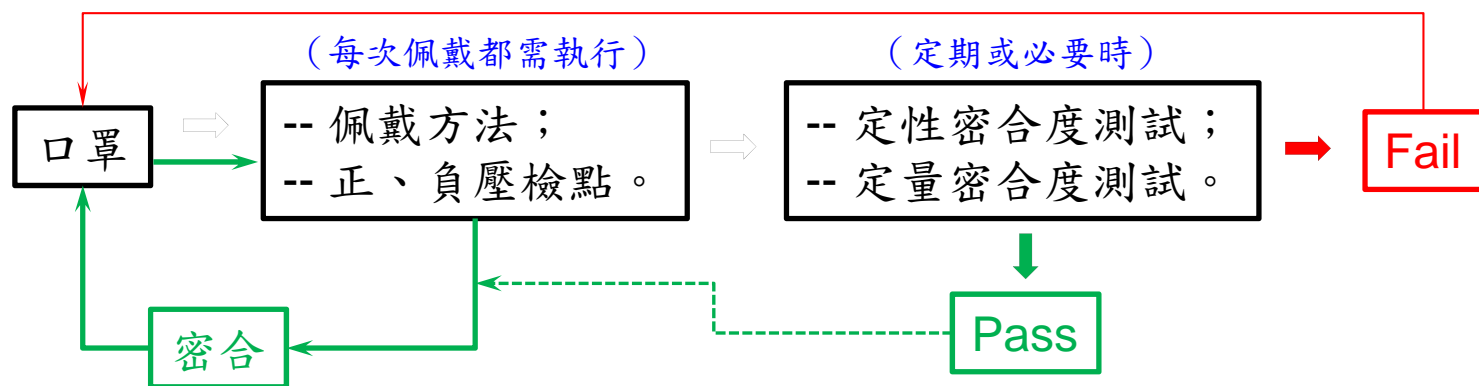 （每次佩戴都需執行）
（定期或必要時）
口罩
-- 佩戴方法；
-- 正、負壓檢點。
-- 定性密合度測試；
-- 定量密合度測試。
Fail
密合
Pass